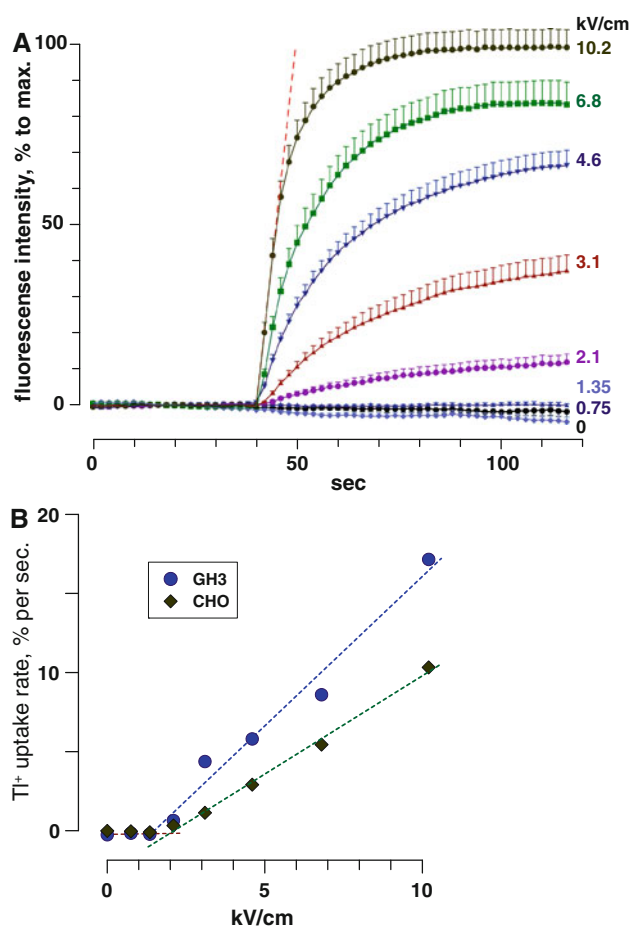 A
fluorescense intensity, % to max.
100
50
0
kV/cm
10.2
6.8
4.6
3.1
2.1
1.35
0.75
0
0 50 100
sec
B
Tl+ uptake rate, % per sec.
20
10
0
GH3
CHO
0 5 10
kV/cm